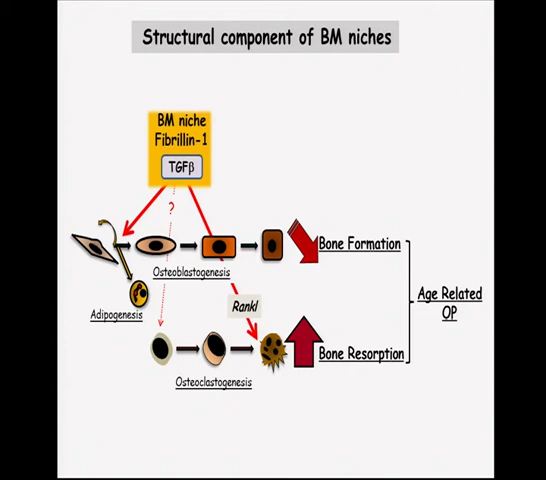 Structural component of BM niches
BM niche
Fibrillin-1
TGFβ
?
Bone Formation
Osteoblastogenesis
Age Related
OP
Rankl
Adipogenesis
Bone Resorption
Osteoclastogenesis